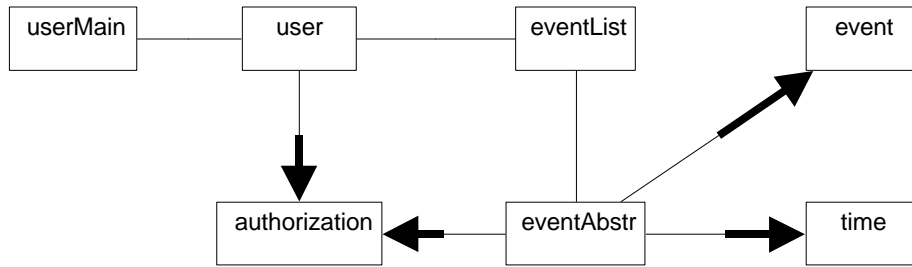 userMain
user
eventList
event
authorization
eventAbstr
time